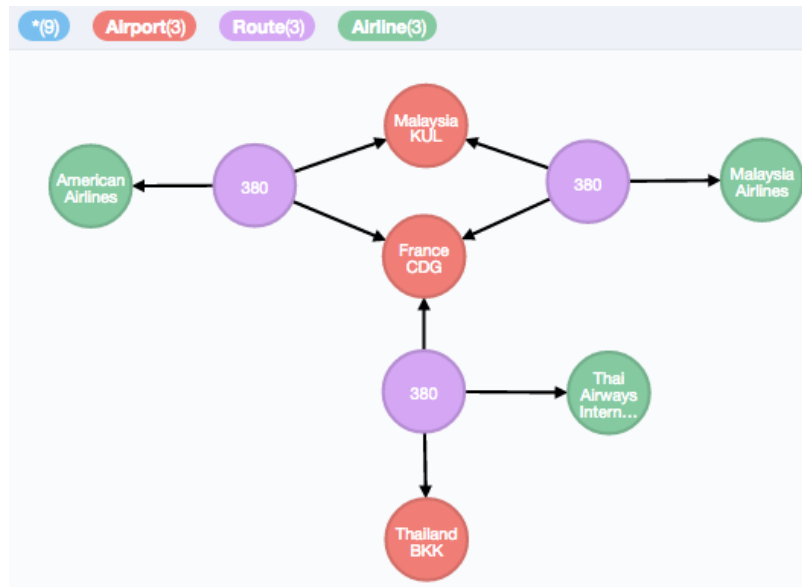 *(9) Airport(3) Route(3) Airline(3)
Malaysia
KUL
American
Airlines
380
380
Malaysia
Airlines
France
CDG
380
Thai
Airways
Intern...
Thailand
BKK